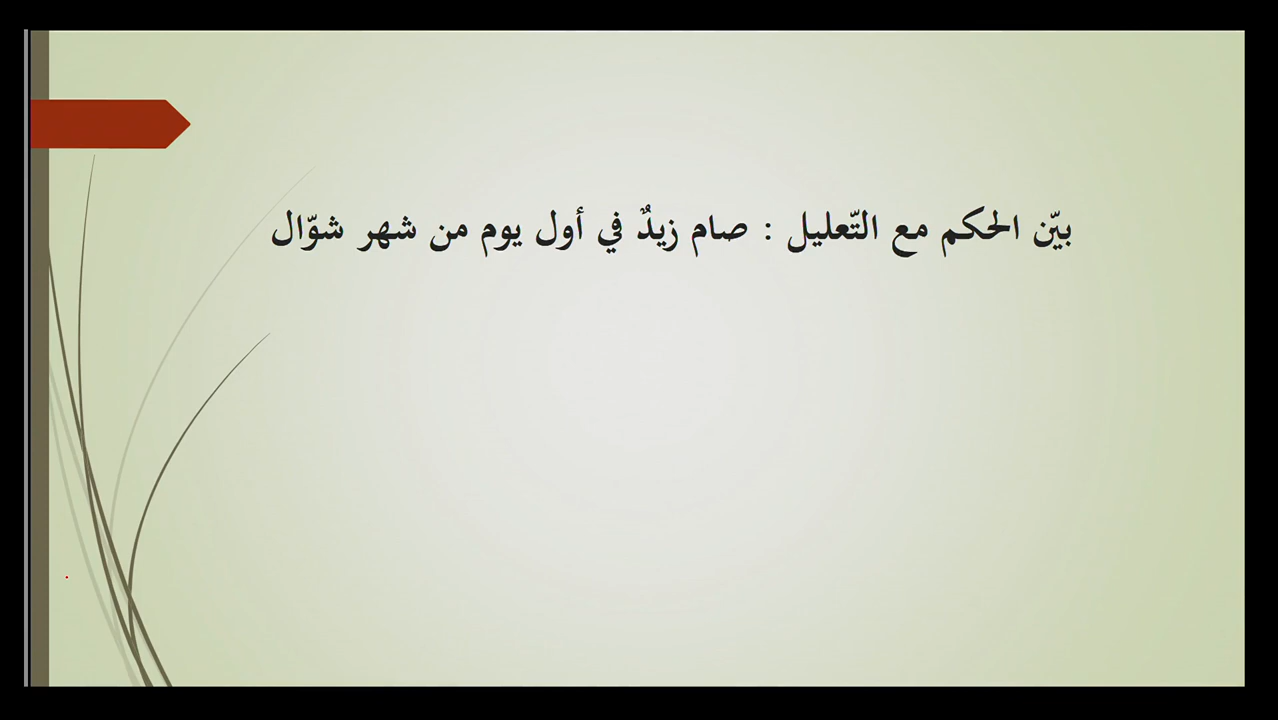 بيّن الحكم مع التّعليل : صام زيدٌ في أول يوم من شهر شوّال